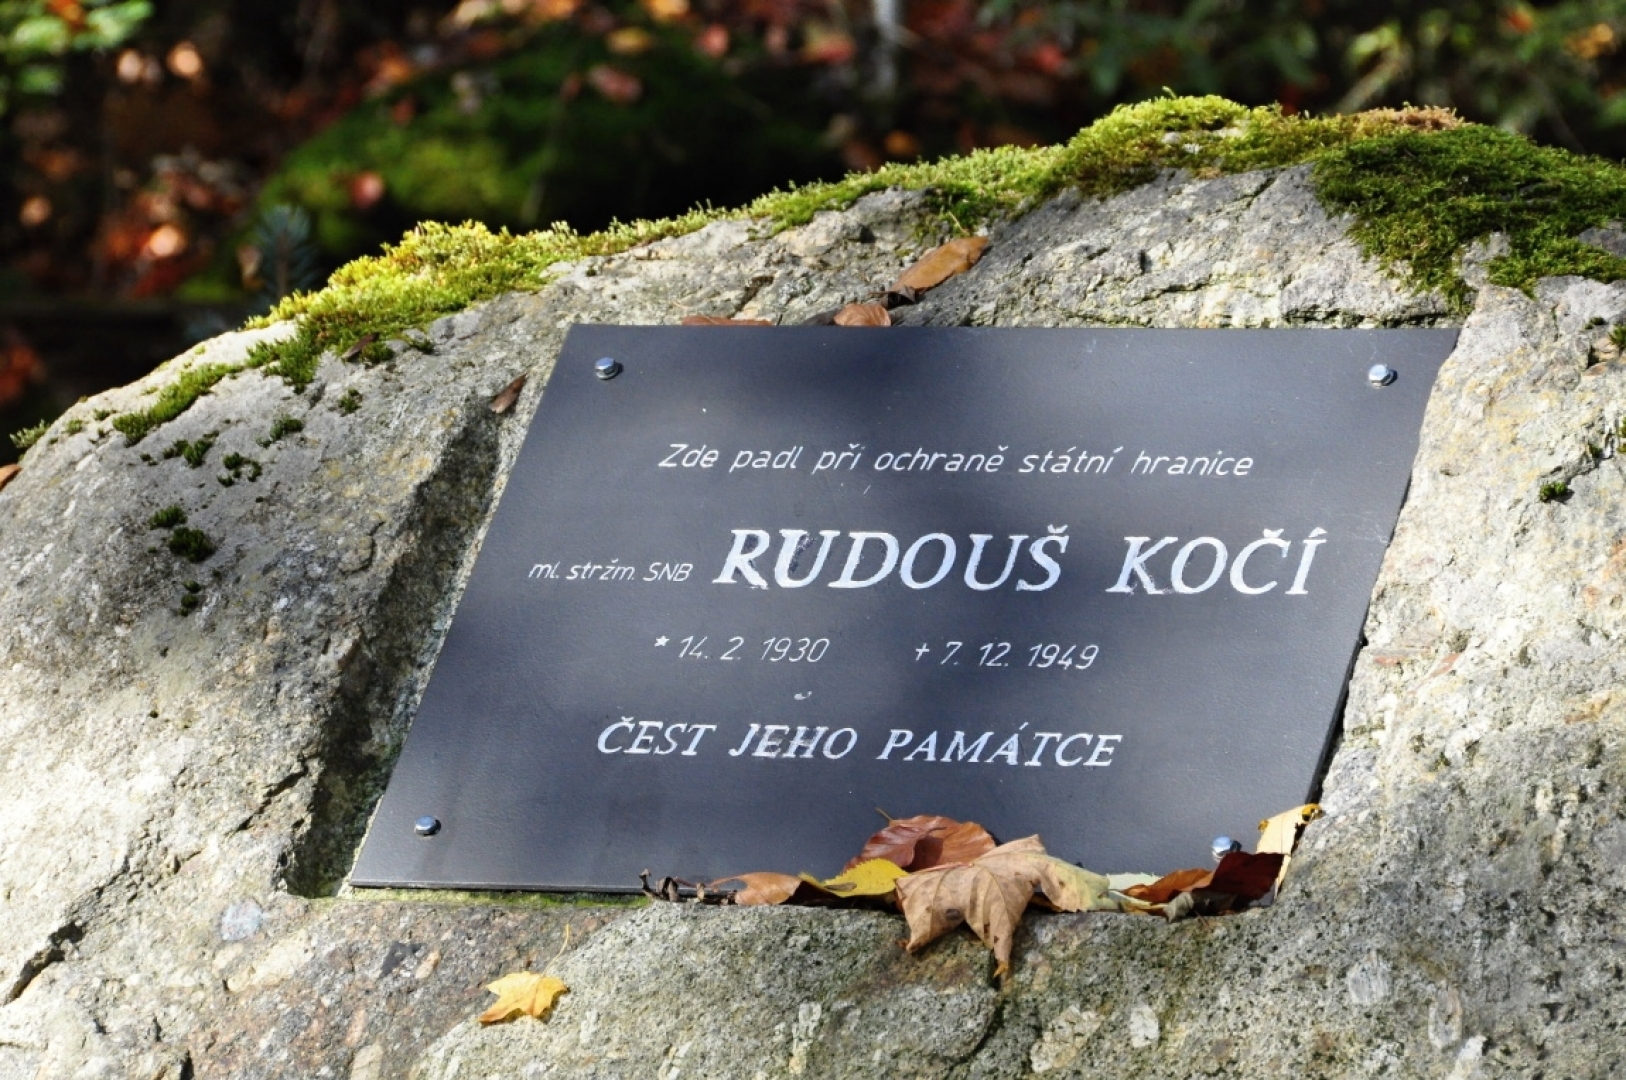 Zde padl při ochraně státní hranice
ml. stržm. SNB RUDOUŠ KOČÍ
* 14. 2. 1930 † 7. 12. 1949
ČEST JEHO PAMÁTCE